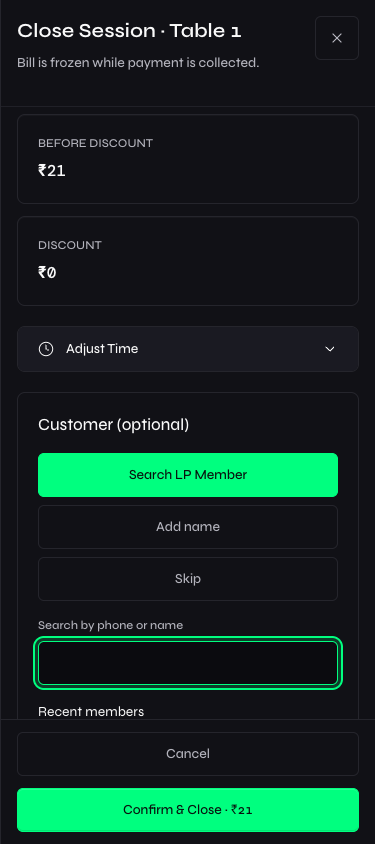 Close Session · Table 1
Bill is frozen while payment is collected.
BEFORE DISCOUNT
₹21
DISCOUNT
₹0
Adjust Time
Customer (optional)
Search LP Member
Add name
Skip
Search by phone or name
Recent members
Cancel
Confirm & Close · ₹21